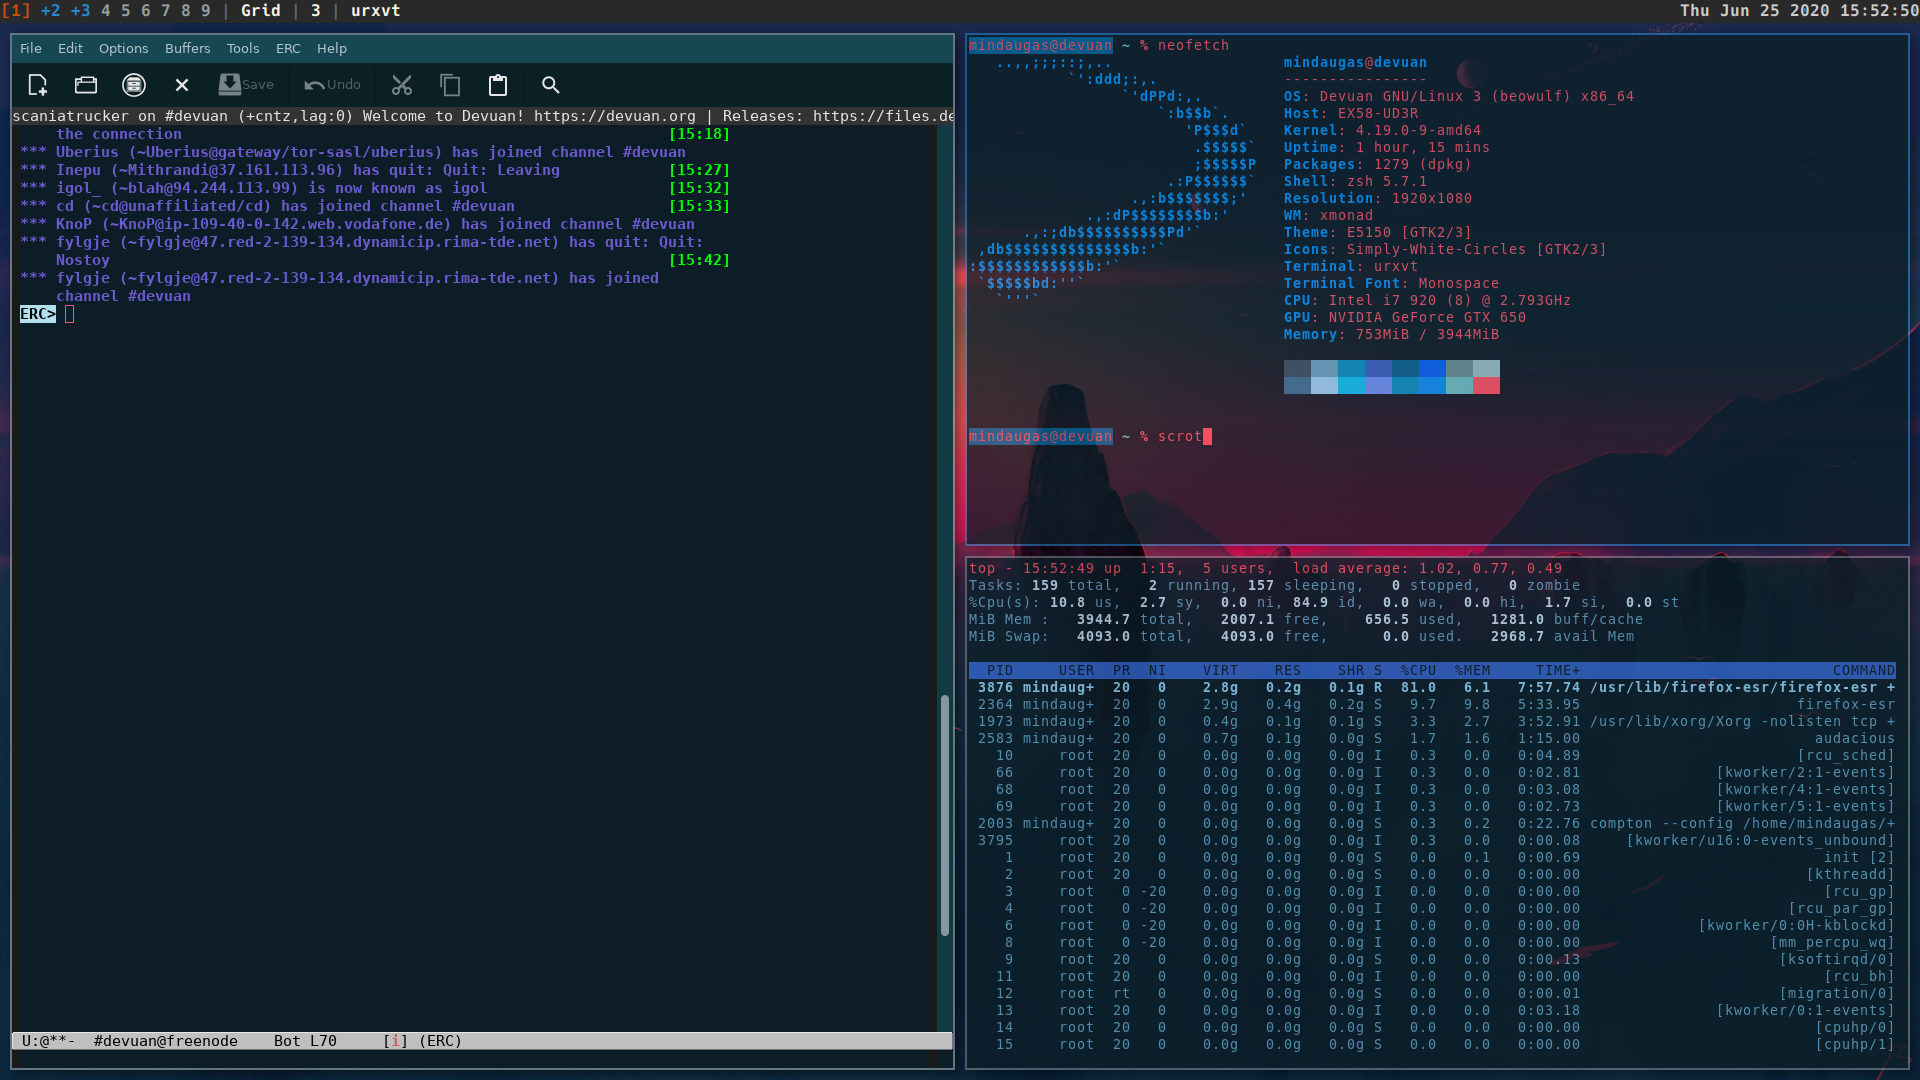 [1] +2 +3 4 5 6 7 8 9 | Grid | 3 | urxvt
Thu Jun 25 2020 15:52:50
File Edit Options Buffers Tools ERC Help
Save Undo
scaniatrucker on #devuan (+cntz,lag:0) Welcome to Devuan! https://devuan.org | Releases: https://files.de
the connection [15:18]
*** Uberius (~Uberius@gateway/tor-sasl/uberius) has joined channel #devuan
*** Inepu (~Mithrandi@37.161.113.96) has quit: Quit: Leaving [15:27]
*** igol_ (~blah@94.244.113.99) is now known as igol [15:32]
*** cd (~cd@unaffiliated/cd) has joined channel #devuan [15:33]
*** KnoP (~KnoP@ip-109-40-0-142.web.vodafone.de) has joined channel #devuan
*** fylgje (~fylgje@47.red-2-139-134.dynamicip.rima-tde.net) has quit: Quit:
Nostoy [15:42]
*** fylgje (~fylgje@47.red-2-139-134.dynamicip.rima-tde.net) has joined
channel #devuan
ERC>
U:@**- #devuan@freenode Bot L70 [i] (ERC)
mindaugas@devuan ~ % neofetch
..,,;;;::;,..
`':ddd;:,.
`'dPPd:,.
`:b$$b`.
'P$$$d`
.$$$$$`
;$$$$$P
.:P$$$$$$`
.,:b$$$$$$$;'
.,:dP$$$$$$$$b:'
.,:;db$$$$$$$$$$Pd'`
,db$$$$$$$$$$$$$$b:'`
:$$$$$$$$$$$$b:'`
`$$$$$bd:''`
`'''`
mindaugas@devuan
----------------
OS: Devuan GNU/Linux 3 (beowulf) x86_64
Host: EX58-UD3R
Kernel: 4.19.0-9-amd64
Uptime: 1 hour, 15 mins
Packages: 1279 (dpkg)
Shell: zsh 5.7.1
Resolution: 1920x1080
WM: xmonad
Theme: E5150 [GTK2/3]
Icons: Simply-White-Circles [GTK2/3]
Terminal: urxvt
Terminal Font: Monospace
CPU: Intel i7 920 (8) @ 2.793GHz
GPU: NVIDIA GeForce GTX 650
Memory: 753MiB / 3944MiB
mindaugas@devuan ~ % scrot
top - 15:52:49 up 1:15, 5 users, load average: 1.02, 0.77, 0.49
Tasks: 159 total, 2 running, 157 sleeping, 0 stopped, 0 zombie
%Cpu(s): 10.8 us, 2.7 sy, 0.0 ni, 84.9 id, 0.0 wa, 0.0 hi, 1.7 si, 0.0 st
MiB Mem : 3944.7 total, 2007.1 free, 656.5 used, 1281.0 buff/cache
MiB Swap: 4093.0 total, 4093.0 free, 0.0 used. 2968.7 avail Mem
PID USER PR NI VIRT RES SHR S %CPU %MEM TIME+ COMMAND
3876 mindaug+ 20 0 2.8g 0.2g 0.1g R 81.0 6.1 7:57.74 /usr/lib/firefox-esr/firefox-esr +
2364 mindaug+ 20 0 2.9g 0.4g 0.2g S 9.7 9.8 5:33.95 firefox-esr
1973 mindaug+ 20 0 0.4g 0.1g 0.1g S 3.3 2.7 3:52.91 /usr/lib/xorg/Xorg -nolisten tcp +
2583 mindaug+ 20 0 0.7g 0.1g 0.0g S 1.7 1.6 1:15.00 audacious
10 root 20 0 0.0g 0.0g 0.0g I 0.3 0.0 0:04.89 [rcu_sched]
66 root 20 0 0.0g 0.0g 0.0g I 0.3 0.0 0:02.81 [kworker/2:1-events]
68 root 20 0 0.0g 0.0g 0.0g I 0.3 0.0 0:03.08 [kworker/4:1-events]
69 root 20 0 0.0g 0.0g 0.0g I 0.3 0.0 0:02.73 [kworker/5:1-events]
2003 mindaug+ 20 0 0.0g 0.0g 0.0g S 0.3 0.2 0:22.76 compton --config /home/mindaugas/+
3795 root 20 0 0.0g 0.0g 0.0g I 0.3 0.0 0:00.08 [kworker/u16:0-events_unbound]
1 root 20 0 0.0g 0.0g 0.0g S 0.0 0.1 0:00.69 init [2]
2 root 20 0 0.0g 0.0g 0.0g S 0.0 0.0 0:00.00 [kthreadd]
3 root 0 -20 0.0g 0.0g 0.0g I 0.0 0.0 0:00.00 [rcu_gp]
4 root 0 -20 0.0g 0.0g 0.0g I 0.0 0.0 0:00.00 [rcu_par_gp]
6 root 0 -20 0.0g 0.0g 0.0g I 0.0 0.0 0:00.00 [kworker/0:0H-kblockd]
8 root 0 -20 0.0g 0.0g 0.0g I 0.0 0.0 0:00.00 [mm_percpu_wq]
9 root 20 0 0.0g 0.0g 0.0g S 0.0 0.0 0:00.13 [ksoftirqd/0]
11 root 20 0 0.0g 0.0g 0.0g I 0.0 0.0 0:00.00 [rcu_bh]
12 root rt 0 0.0g 0.0g 0.0g S 0.0 0.0 0:00.01 [migration/0]
13 root 20 0 0.0g 0.0g 0.0g I 0.0 0.0 0:03.18 [kworker/0:1-events]
14 root 20 0 0.0g 0.0g 0.0g S 0.0 0.0 0:00.00 [cpuhp/0]
15 root 20 0 0.0g 0.0g 0.0g S 0.0 0.0 0:00.00 [cpuhp/1]